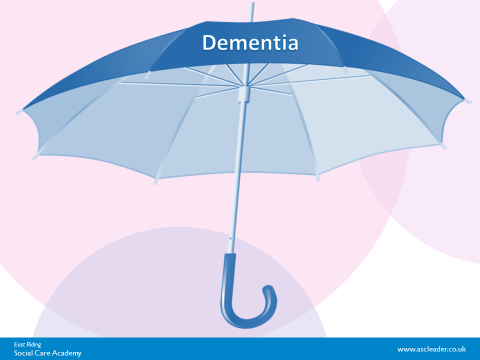 Dementia
East Riding
Social Care Academy
www.ascleader.co.uk